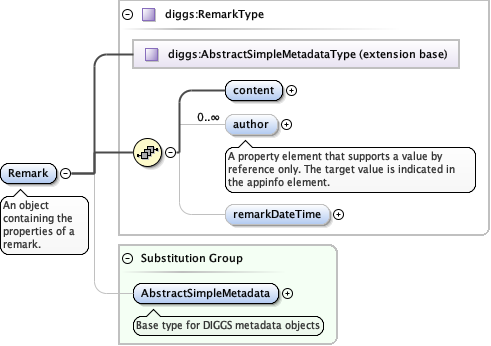 diggs:RemarkType
diggs:AbstractSimpleMetadataType (extension base)
content
0..∞
author
A property element that supports a value by
reference only. The target value is indicated in
the appinfo element.
Remark
An object
containing the
properties of a
remark.
remarkDateTime
Substitution Group
AbstractSimpleMetadata
Base type for DIGGS metadata objects